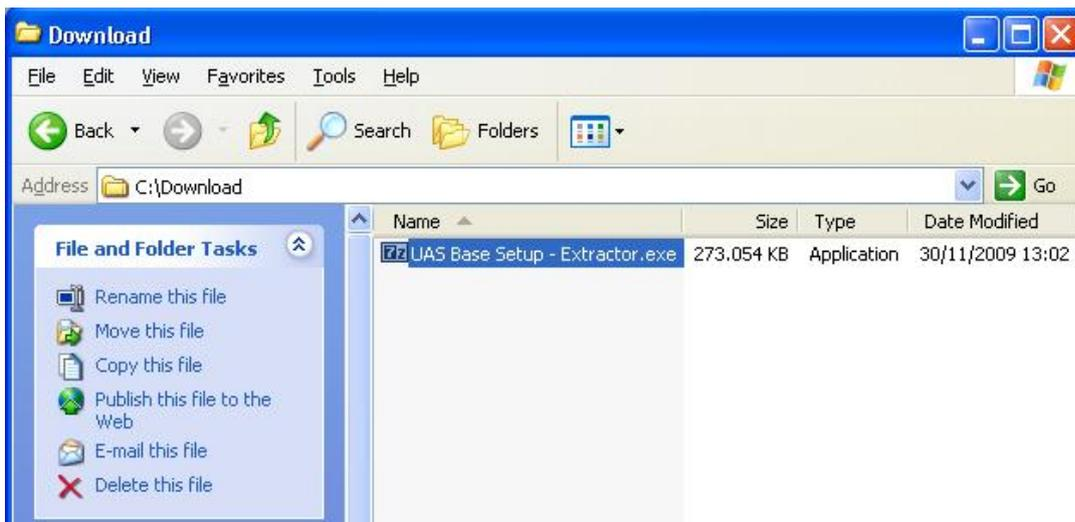 Download
File Edit View Favorites Tools Help
Back Search Folders
Address C:\Download Go
Name Size Type Date Modified
File and Folder Tasks
7z UAS Base Setup - Extractor.exe 273.054 KB Application 30/11/2009 13:02
Rename this file
Move this file
Copy this file
Publish this file to the
Web
E-mail this file
Delete this file